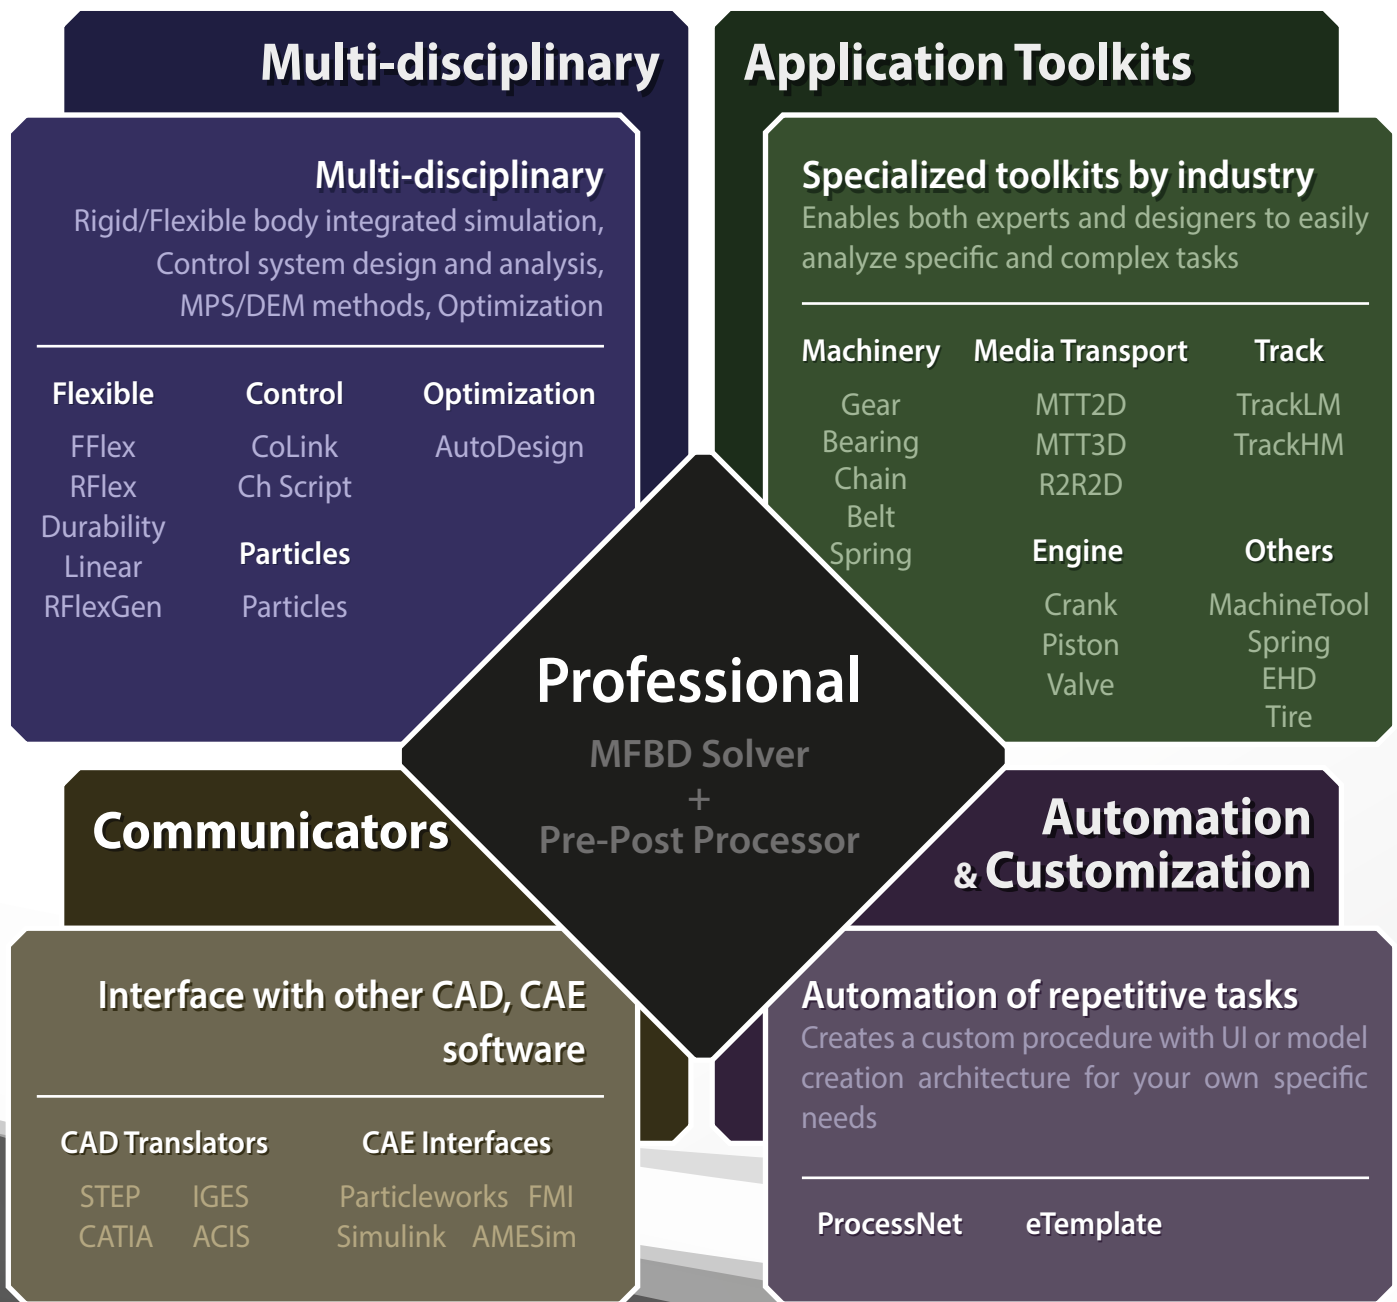 Multi-disciplinary
Multi-disciplinary
Rigid/Flexible body integrated simulation,
Control system design and analysis,
MPS/DEM methods, Optimization
Flexible
FFlex
RFlex
Durability
Linear
RFlexGen
Control
CoLink
Ch Script
Particles
Particles
Optimization
AutoDesign
Application Toolkits
Specialized toolkits by industry
Enables both experts and designers to easily
analyze specific and complex tasks
Machinery
Gear
Bearing
Chain
Belt
Spring
Media Transport
MTT2D
MTT3D
R2R2D
Engine
Crank
Piston
Valve
Track
TrackLM
TrackHM
Others
MachineTool
Spring
EHD
Tire
Professional
MFBD Solver
+
Pre-Post Processor
Communicators
Interface with other CAD, CAE
software
CAD Translators
STEP IGES
CATIA ACIS
CAE Interfaces
Particleworks FMI
Simulink AMESim
Automation
& Customization
Automation of repetitive tasks
Creates a custom procedure with UI or model
creation architecture for your own specific
needs
ProcessNet eTemplate